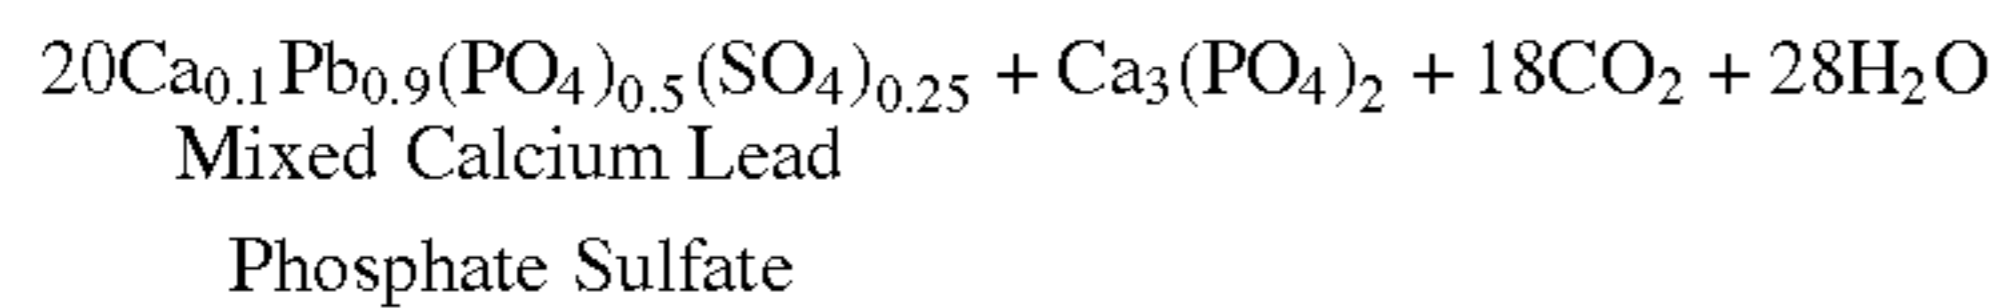 20Ca₀.₁Pb₀.₉(PO₄)₀.₅(SO₄)₀.₂₅ + Ca₃(PO₄)₂ + 18CO₂ + 28H₂O
Mixed Calcium Lead
Phosphate Sulfate